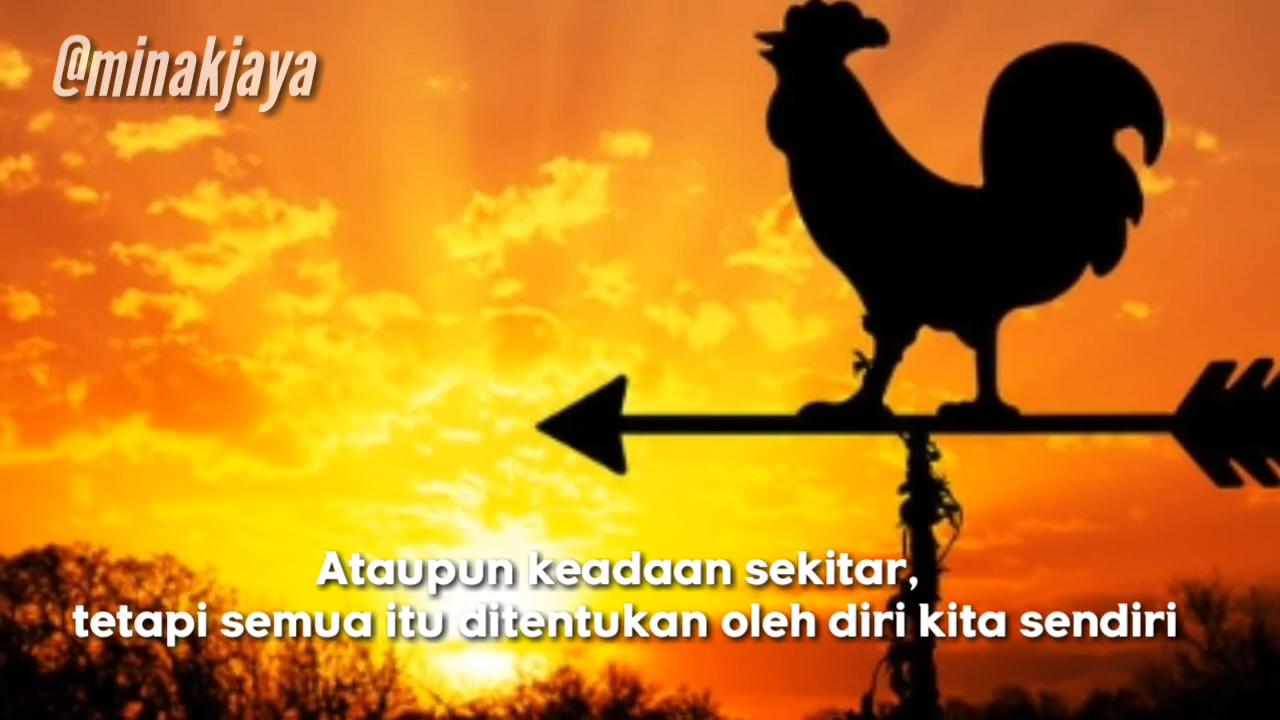 @minakjaya
Ataupun keadaan sekitar,
tetapi semua itu ditentukan oleh diri kita sendiri